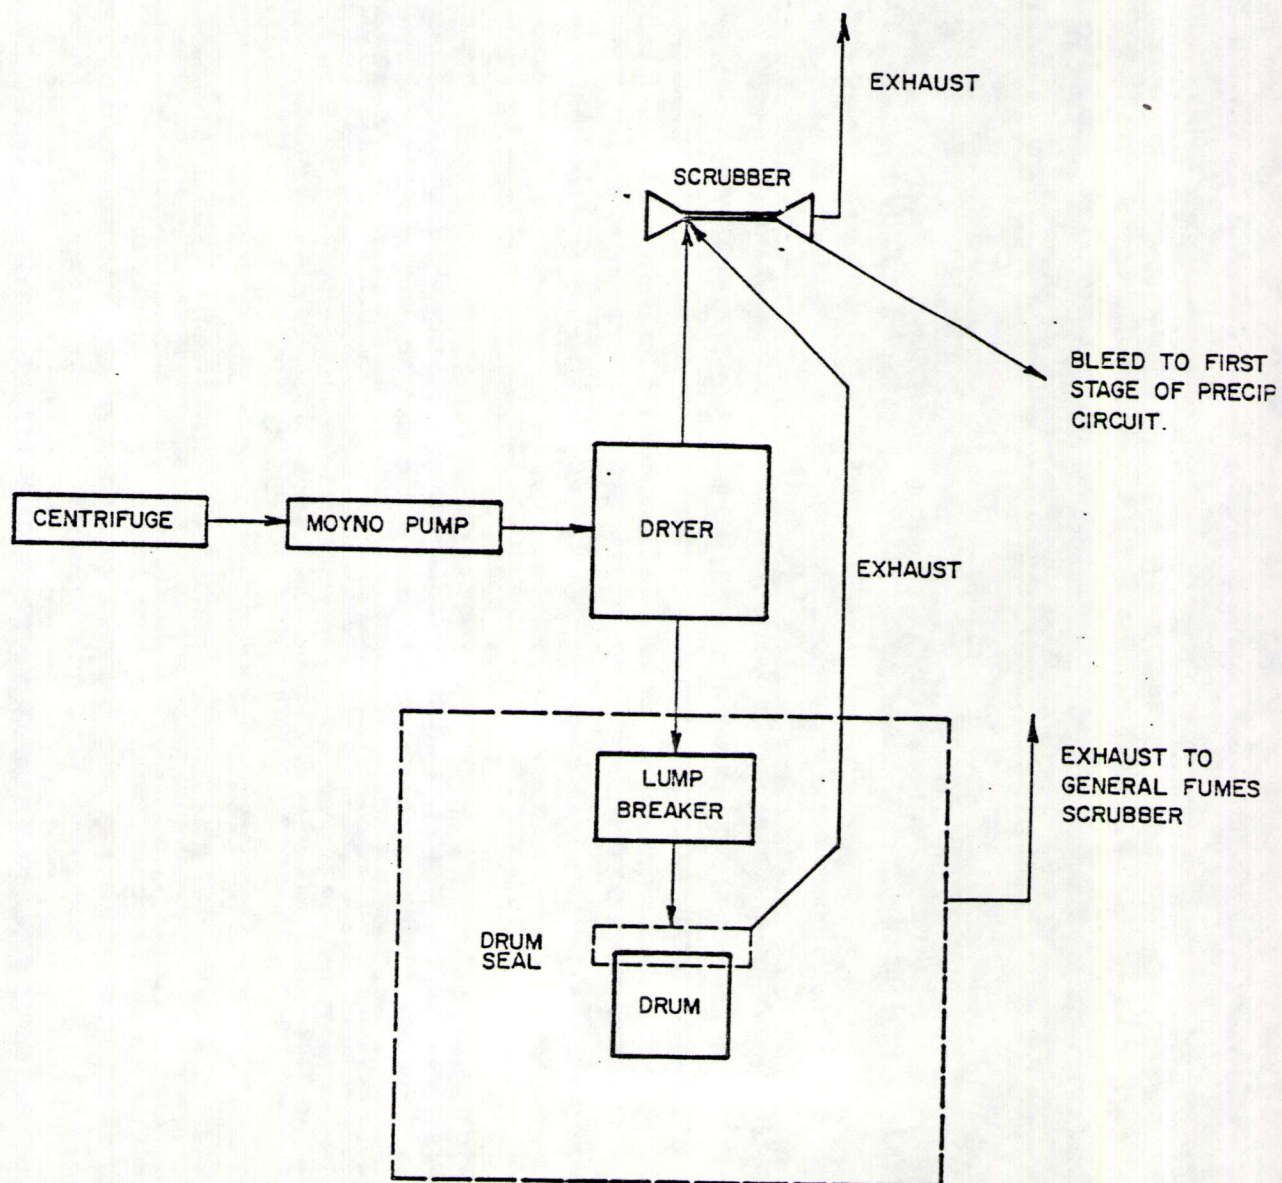 EXHAUST
SCRUBBER
BLEED TO FIRST
STAGE OF PRECIP
CIRCUIT.
CENTRIFUGE
MOYNO PUMP
DRYER
EXHAUST
LUMP
BREAKER
EXHAUST TO
GENERAL FUMES
SCRUBBER
DRUM
SEAL
DRUM